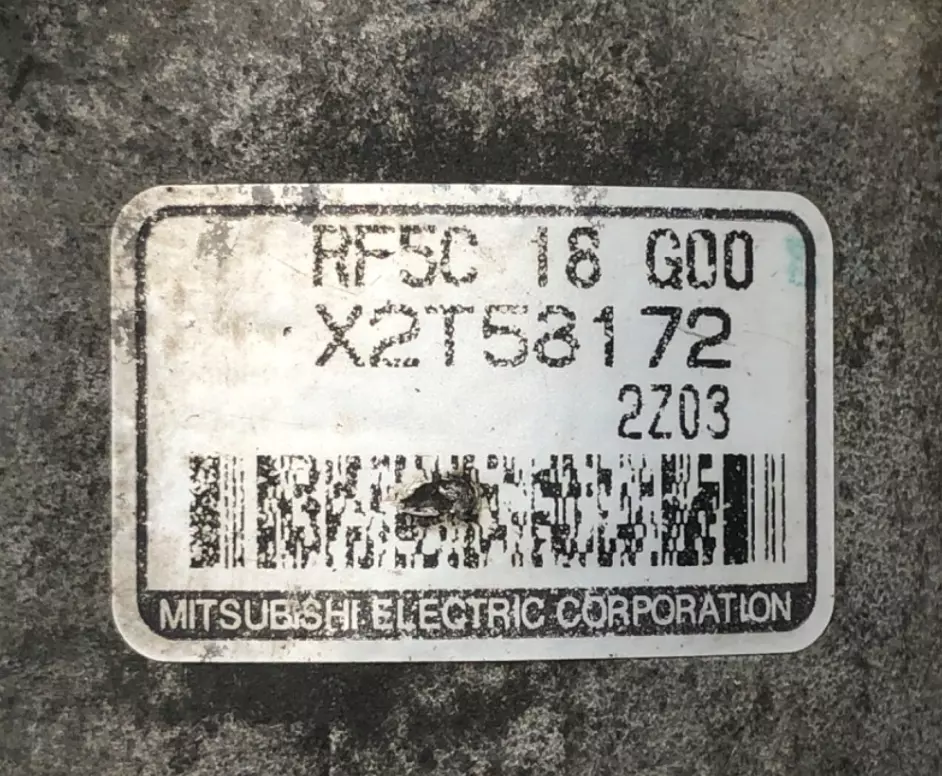 RF5C 18 G00
X2T58172
2Z03
MITSUBISHI ELECTRIC CORPORATION